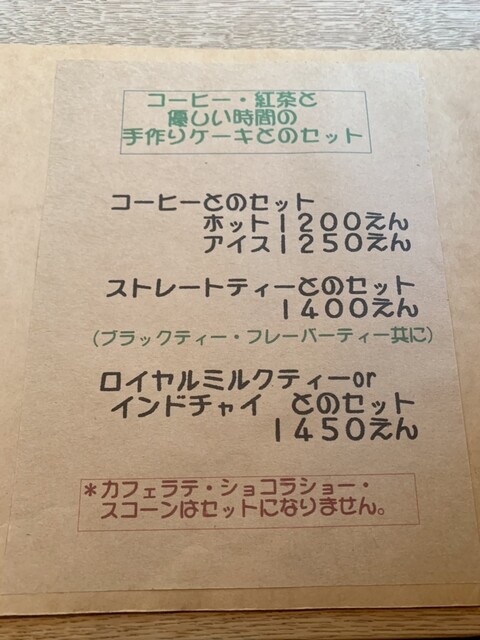 コーヒー・紅茶と
優しい時間の
手作りケーキとのセット
コーヒーとのセット
ホット1200えん
アイス1250えん
ストレートティーとのセット
1400えん
(ブラックティー・フレーバーティー共に)
ロイヤルミルクティーor
インドチャイ　とのセット
1450えん
*カフェラテ・ショコラショー・
スコーンはセットになりません。